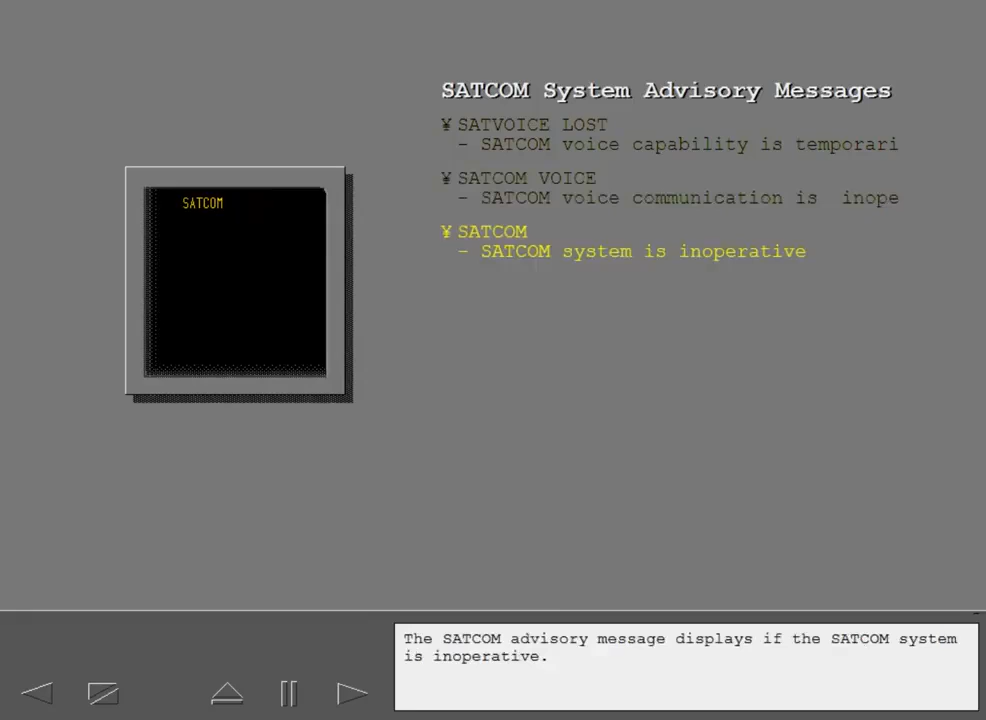 SATCOM System Advisory Messages
¥ SATVOICE LOST
- SATCOM voice capability is temporari
¥ SATCOM VOICE
- SATCOM voice communication is inope
¥ SATCOM
- SATCOM system is inoperative
SATCOM
The SATCOM advisory message displays if the SATCOM system
is inoperative.